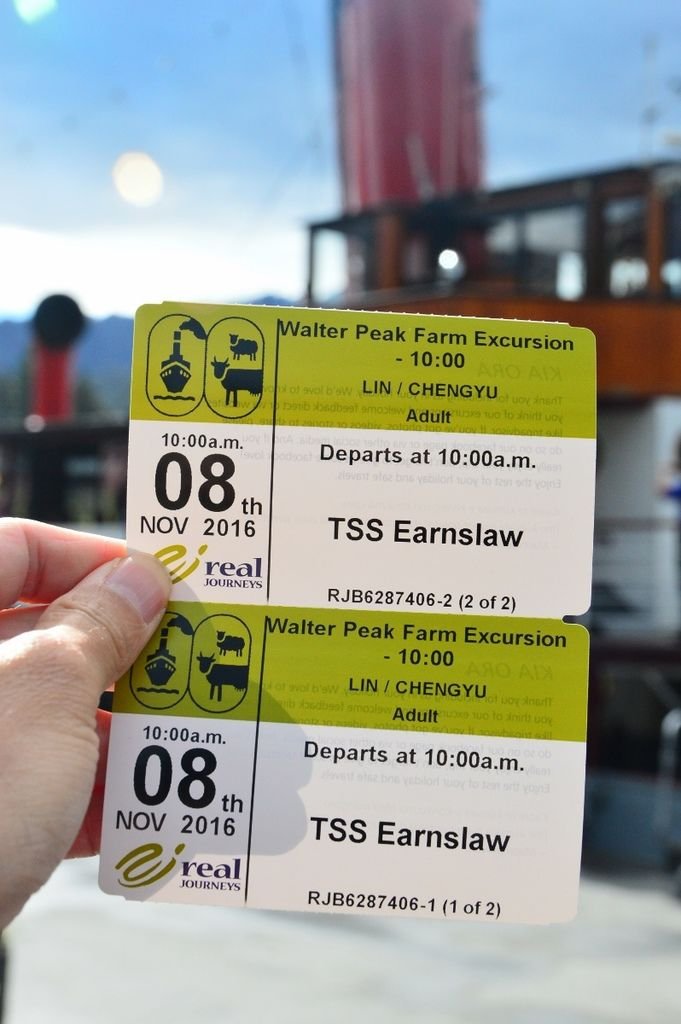 Walter Peak Farm Excursion
- 10:00
LIN / CHENGYU
Adult
10:00a.m.
08th
NOV 2016
real
JOURNEYS
Departs at 10:00a.m.
TSS Earnslaw
RJB6287406-2 (2 of 2)
Walter Peak Farm Excursion
- 10:00
LIN / CHENGYU
Adult
10:00a.m.
08th
NOV 2016
real
JOURNEYS
Departs at 10:00a.m.
TSS Earnslaw
RJB6287406-1 (1 of 2)